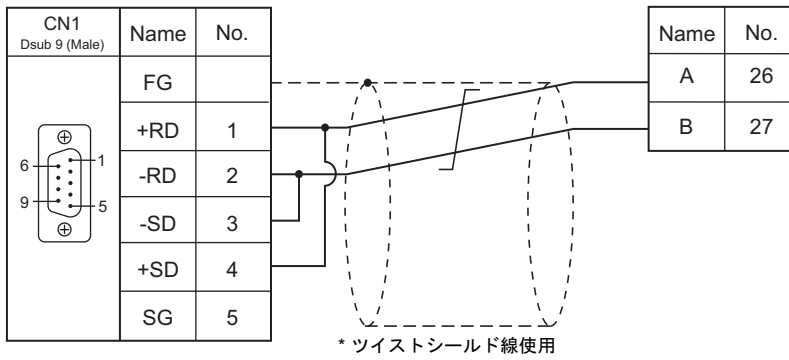 CN1
Dsub 9 (Male)
Name No.
FG
+RD 1
-RD 2
-SD 3
+SD 4
SG 5
6 1
9 5
Name No.
A 26
B 27
* ツイストシールド線使用